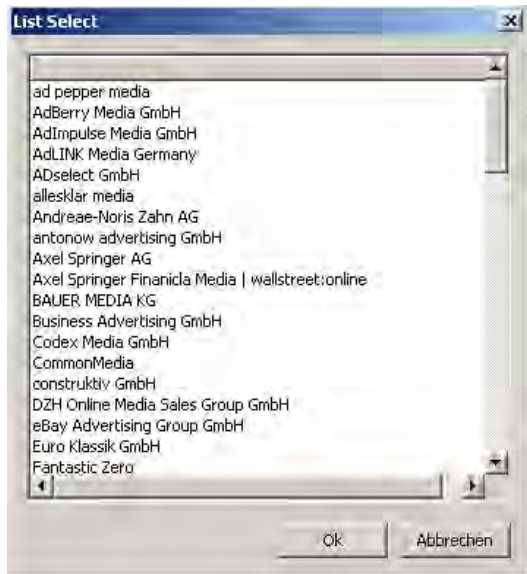 List Select
ad pepper media
AdBerry Media GmbH
AdImpulse Media GmbH
AdLINK Media Germany
ADselect GmbH
allesklar media
Andreae-Noris Zahn AG
antonow advertising GmbH
Axel Springer AG
Axel Springer Finanicla Media | wallstreet:online
BAUER MEDIA KG
Business Advertising GmbH
Codex Media GmbH
CommonMedia
construktiv GmbH
DZH Online Media Sales Group GmbH
eBay Advertising Group GmbH
Euro Klassik GmbH
Fantastic Zero
Ok Abbrechen